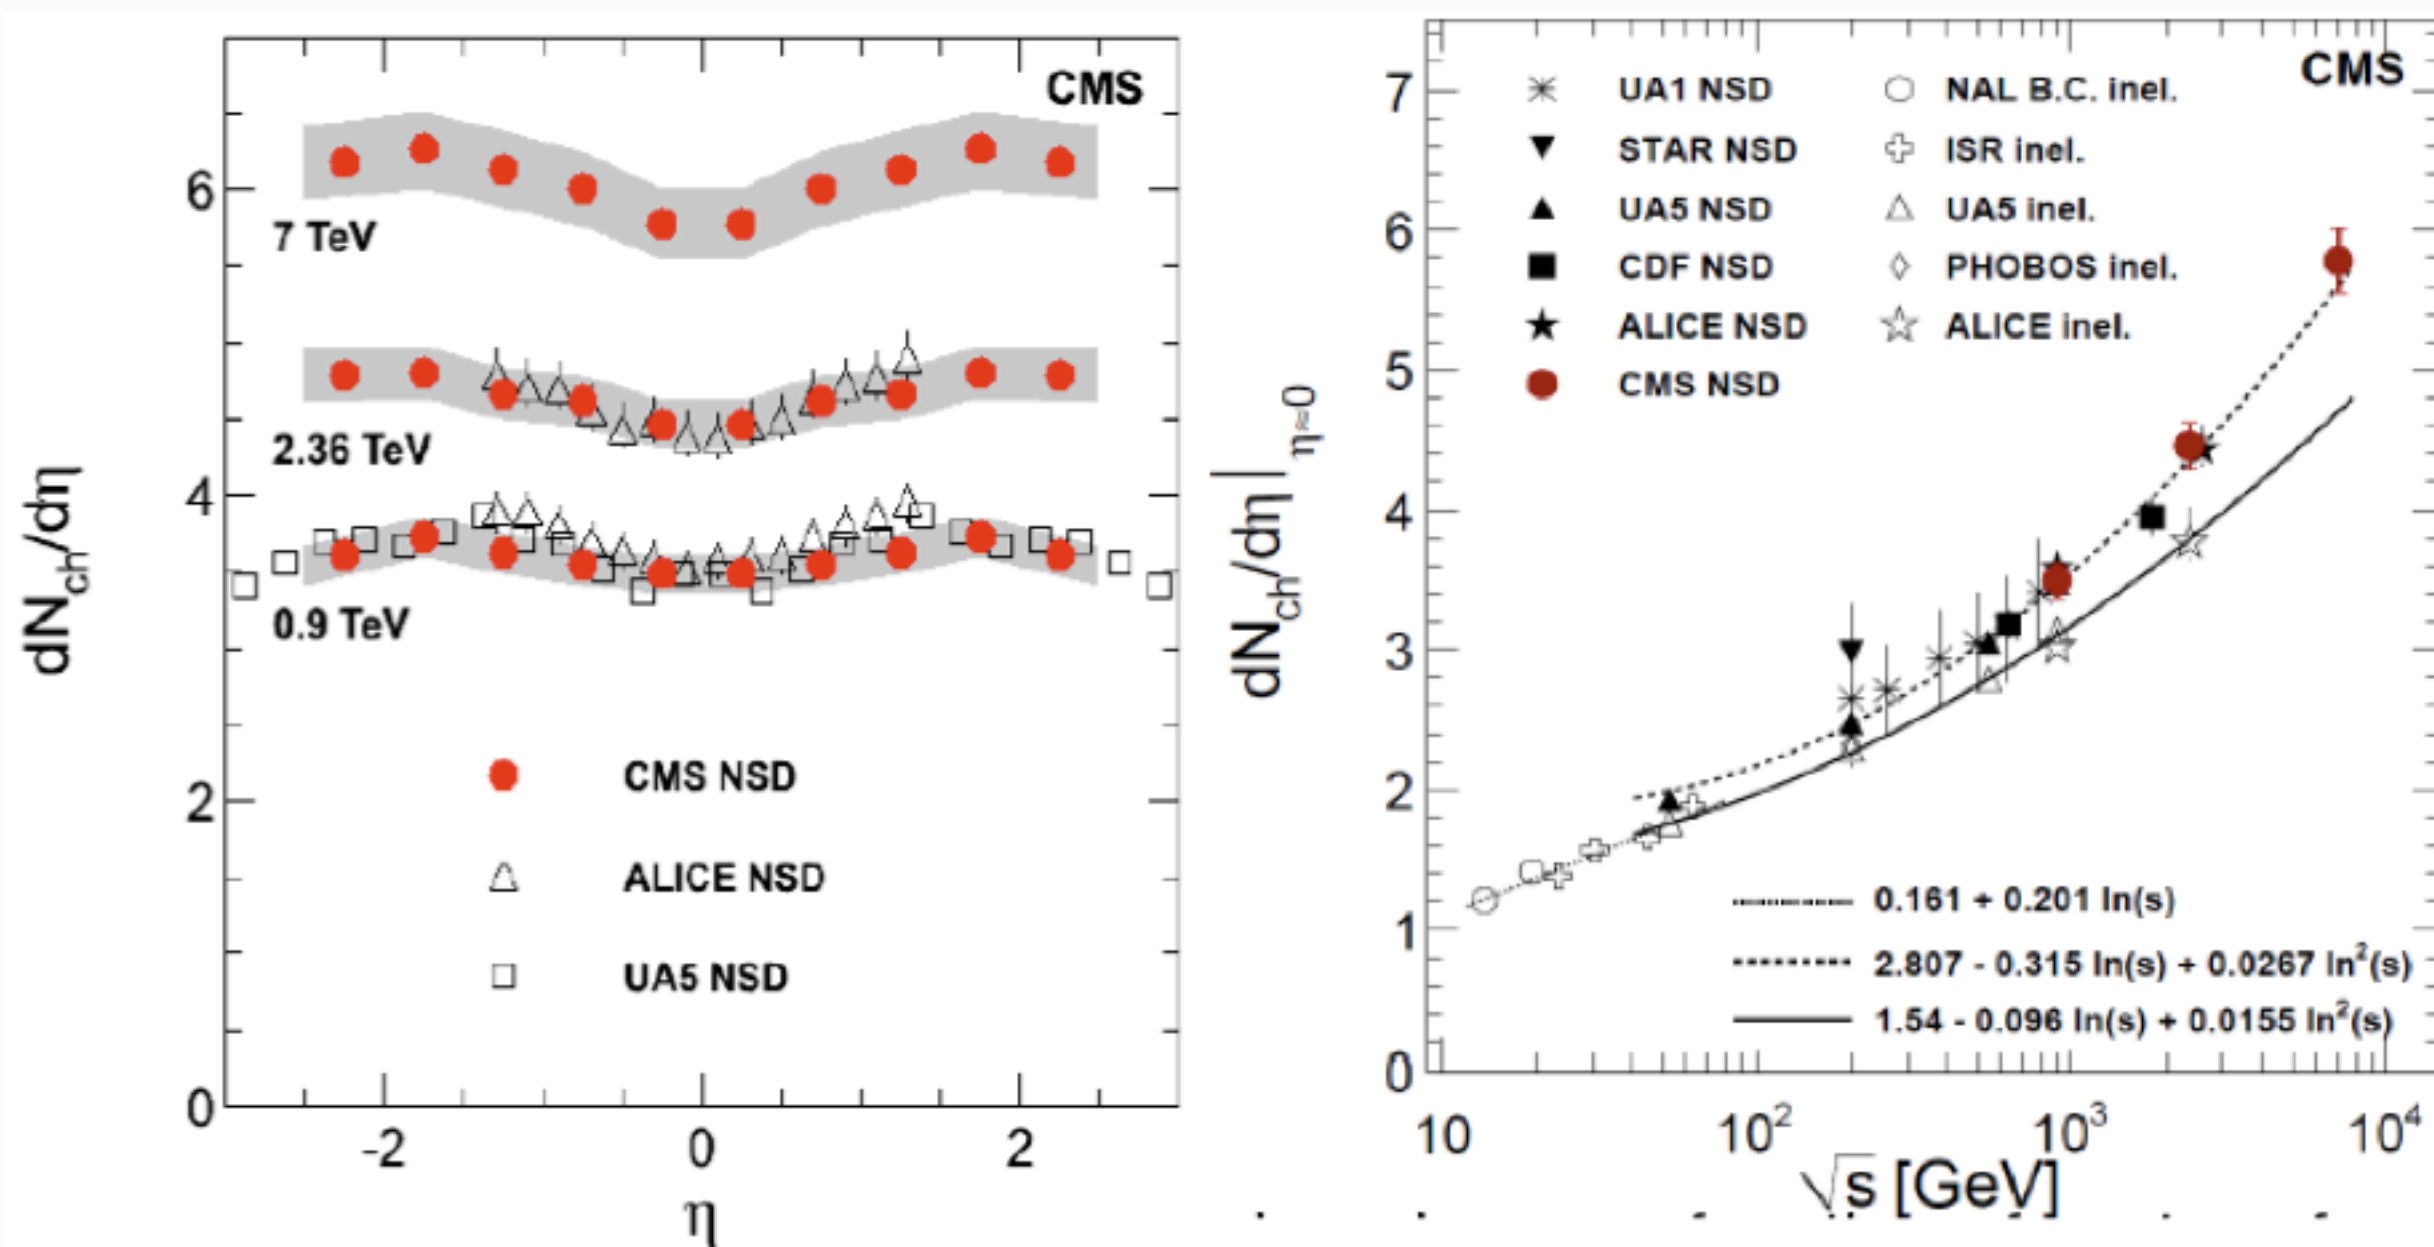 CMS
6
7 TeV
2.36 TeV
4
0.9 TeV
2
CMS NSD
ALICE NSD
UA5 NSD
0
-2 0 2
η
dN_ch/dη
CMS
7
UA1 NSD
NAL B.C. inel.
STAR NSD
ISR inel.
6
UA5 NSD
UA5 inel.
CDF NSD
PHOBOS inel.
ALICE NSD
ALICE inel.
5
CMS NSD
4
3
2
1
0
0.161 + 0.201 ln(s)
2.807 - 0.315 ln(s) + 0.0267 ln²(s)
1.54 - 0.096 ln(s) + 0.0155 ln²(s)
10 10² 10³ 10⁴
√s [GeV]
dN_ch/dη|η≈0